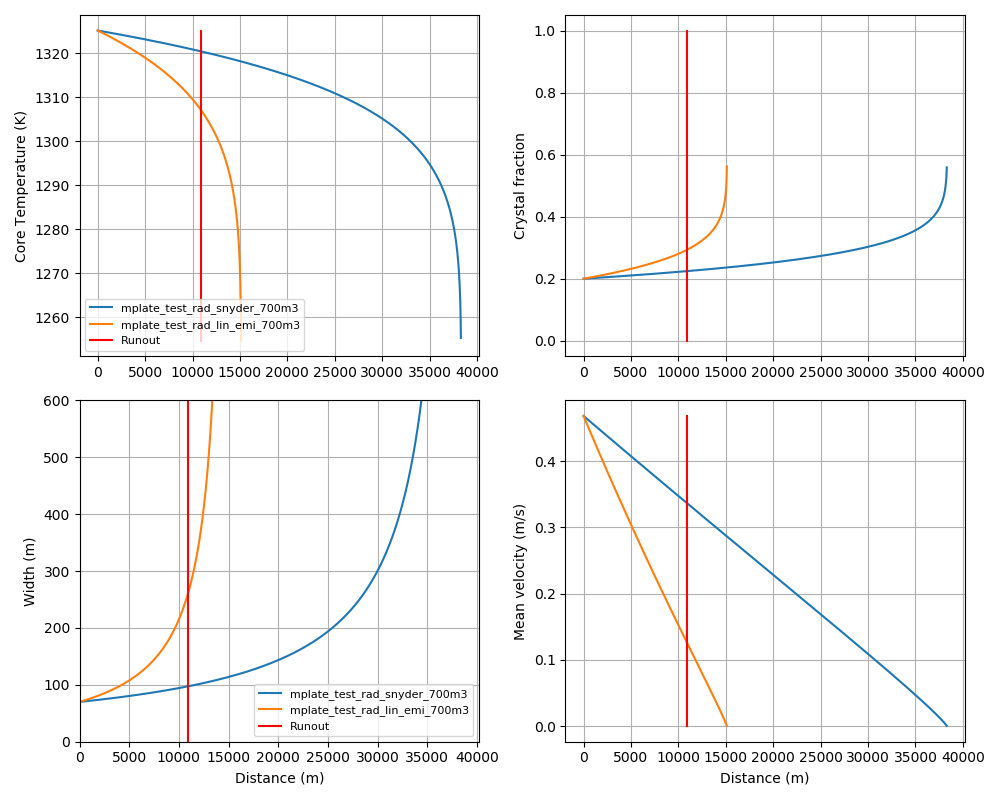 Core Temperature (K)
1320
1310
1300
1290
1280
1270
1260
mplate_test_rad_snyder_700m3
mplate_test_rad_lin_emi_700m3
Runout
0 5000 10000 15000 20000 25000 30000 35000 40000
Crystal fraction
1.0
0.8
0.6
0.4
0.2
0.0
0 5000 10000 15000 20000 25000 30000 35000 40000
Width (m)
600
500
400
300
200
100
0
mplate_test_rad_snyder_700m3
mplate_test_rad_lin_emi_700m3
Runout
0 5000 10000 15000 20000 25000 30000 35000 40000
Distance (m)
Mean velocity (m/s)
0.4
0.3
0.2
0.1
0.0
0 5000 10000 15000 20000 25000 30000 35000 40000
Distance (m)